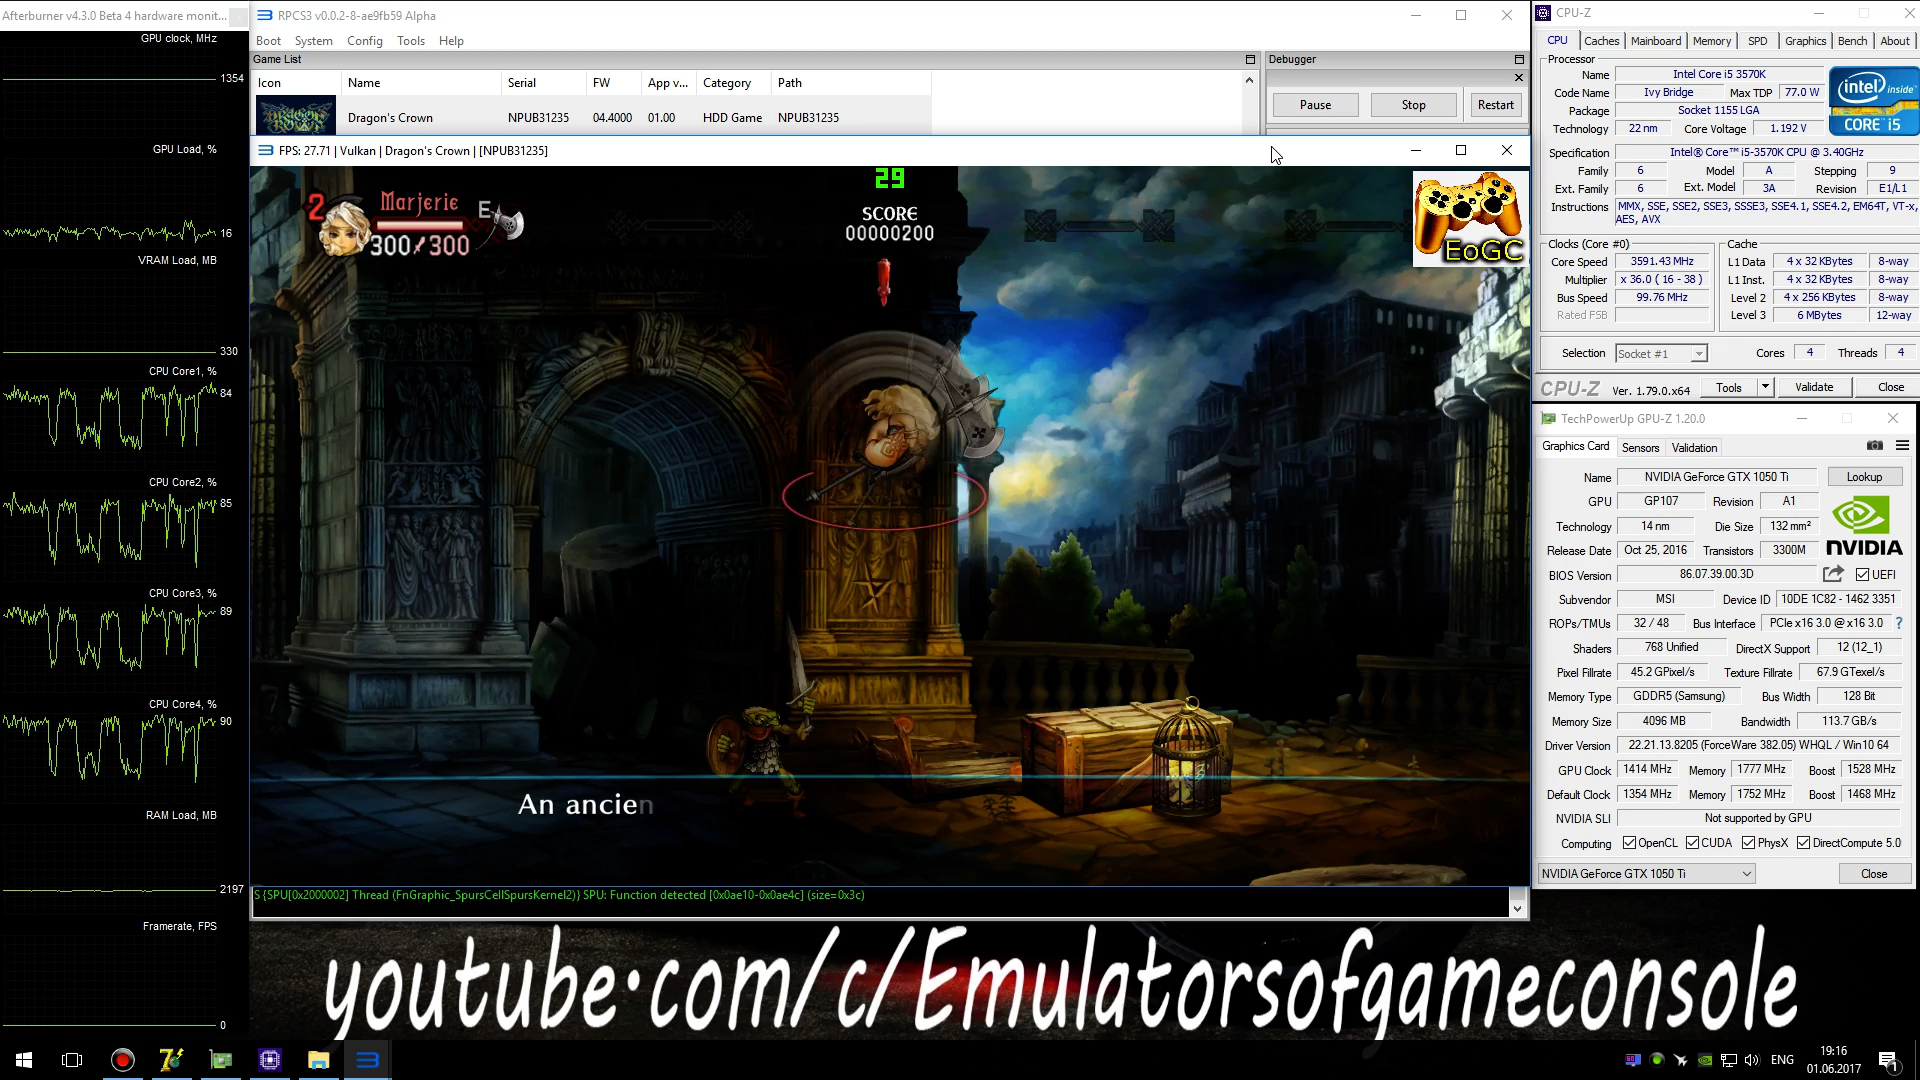 Afterburner v4.3.0 Beta 4 hardware monit...
GPU clock, MHz
1354
GPU Load, %
16
VRAM Load, MB
330
CPU Core1, %
84
CPU Core2, %
85
CPU Core3, %
89
CPU Core4, %
90
RAM Load, MB
2197
Framerate, FPS
0
RPCS3 v0.0.2-8-ae9fb59 Alpha
Boot System Config Tools Help
Game List
Icon Name Serial FW App v... Category Path
Dragon's Crown NPUB31235 04.4000 01.00 HDD Game NPUB31235
Debugger
Pause Stop Restart
FPS: 27.71 | Vulkan | Dragon's Crown | [NPUB31235]
29
2 Marjerie E
300/300
SCORE
00000200
EoGC
An ancien
S {SPU[0x2000002] Thread (FnGraphic_SpursCellSpursKernel2)} SPU: Function detected [0x0ae10-0x0ae4c] (size=0x3c)
youtube.com/c/Emulatorsofgameconsole
CPU-Z
CPU Caches Mainboard Memory SPD Graphics Bench About
Processor
Name Intel Core i5 3570K
Code Name Ivy Bridge Max TDP 77.0 W
Package Socket 1155 LGA
Technology 22 nm Core Voltage 1.192 V
intel inside
CORE i5
Specification Intel® Core™ i5-3570K CPU @ 3.40GHz
Family 6 Model A Stepping 9
Ext. Family 6 Ext. Model 3A Revision E1/L1
Instructions MMX, SSE, SSE2, SSE3, SSSE3, SSE4.1, SSE4.2, EM64T, VT-x,
AES, AVX
Clocks (Core #0)
Core Speed 3591.43 MHz
Multiplier x 36.0 ( 16 - 38 )
Bus Speed 99.76 MHz
Rated FSB
Cache
L1 Data 4 x 32 KBytes 8-way
L1 Inst. 4 x 32 KBytes 8-way
Level 2 4 x 256 KBytes 8-way
Level 3 6 MBytes 12-way
Selection Socket #1 Cores 4 Threads 4
CPU-Z Ver. 1.79.0.x64 Tools Validate Close
TechPowerUp GPU-Z 1.20.0
Graphics Card Sensors Validation
Name NVIDIA GeForce GTX 1050 Ti Lookup
GPU GP107 Revision A1
Technology 14 nm Die Size 132 mm²
Release Date Oct 25, 2016 Transistors 3300M
NVIDIA
BIOS Version 86.07.39.00.3D UEFI
Subvendor MSI Device ID 10DE 1C82 - 1462 3351
ROPs/TMUs 32 / 48 Bus Interface PCIe x16 3.0 @ x16 3.0 ?
Shaders 768 Unified DirectX Support 12 (12_1)
Pixel Fillrate 45.2 GPixel/s Texture Fillrate 67.9 GTexel/s
Memory Type GDDR5 (Samsung) Bus Width 128 Bit
Memory Size 4096 MB Bandwidth 113.7 GB/s
Driver Version 22.21.13.8205 (ForceWare 382.05) WHQL / Win10 64
GPU Clock 1414 MHz Memory 1777 MHz Boost 1528 MHz
Default Clock 1354 MHz Memory 1752 MHz Boost 1468 MHz
NVIDIA SLI Not supported by GPU
Computing OpenCL CUDA PhysX DirectCompute 5.0
NVIDIA GeForce GTX 1050 Ti Close
ENG
19:16
01.06.2017
1